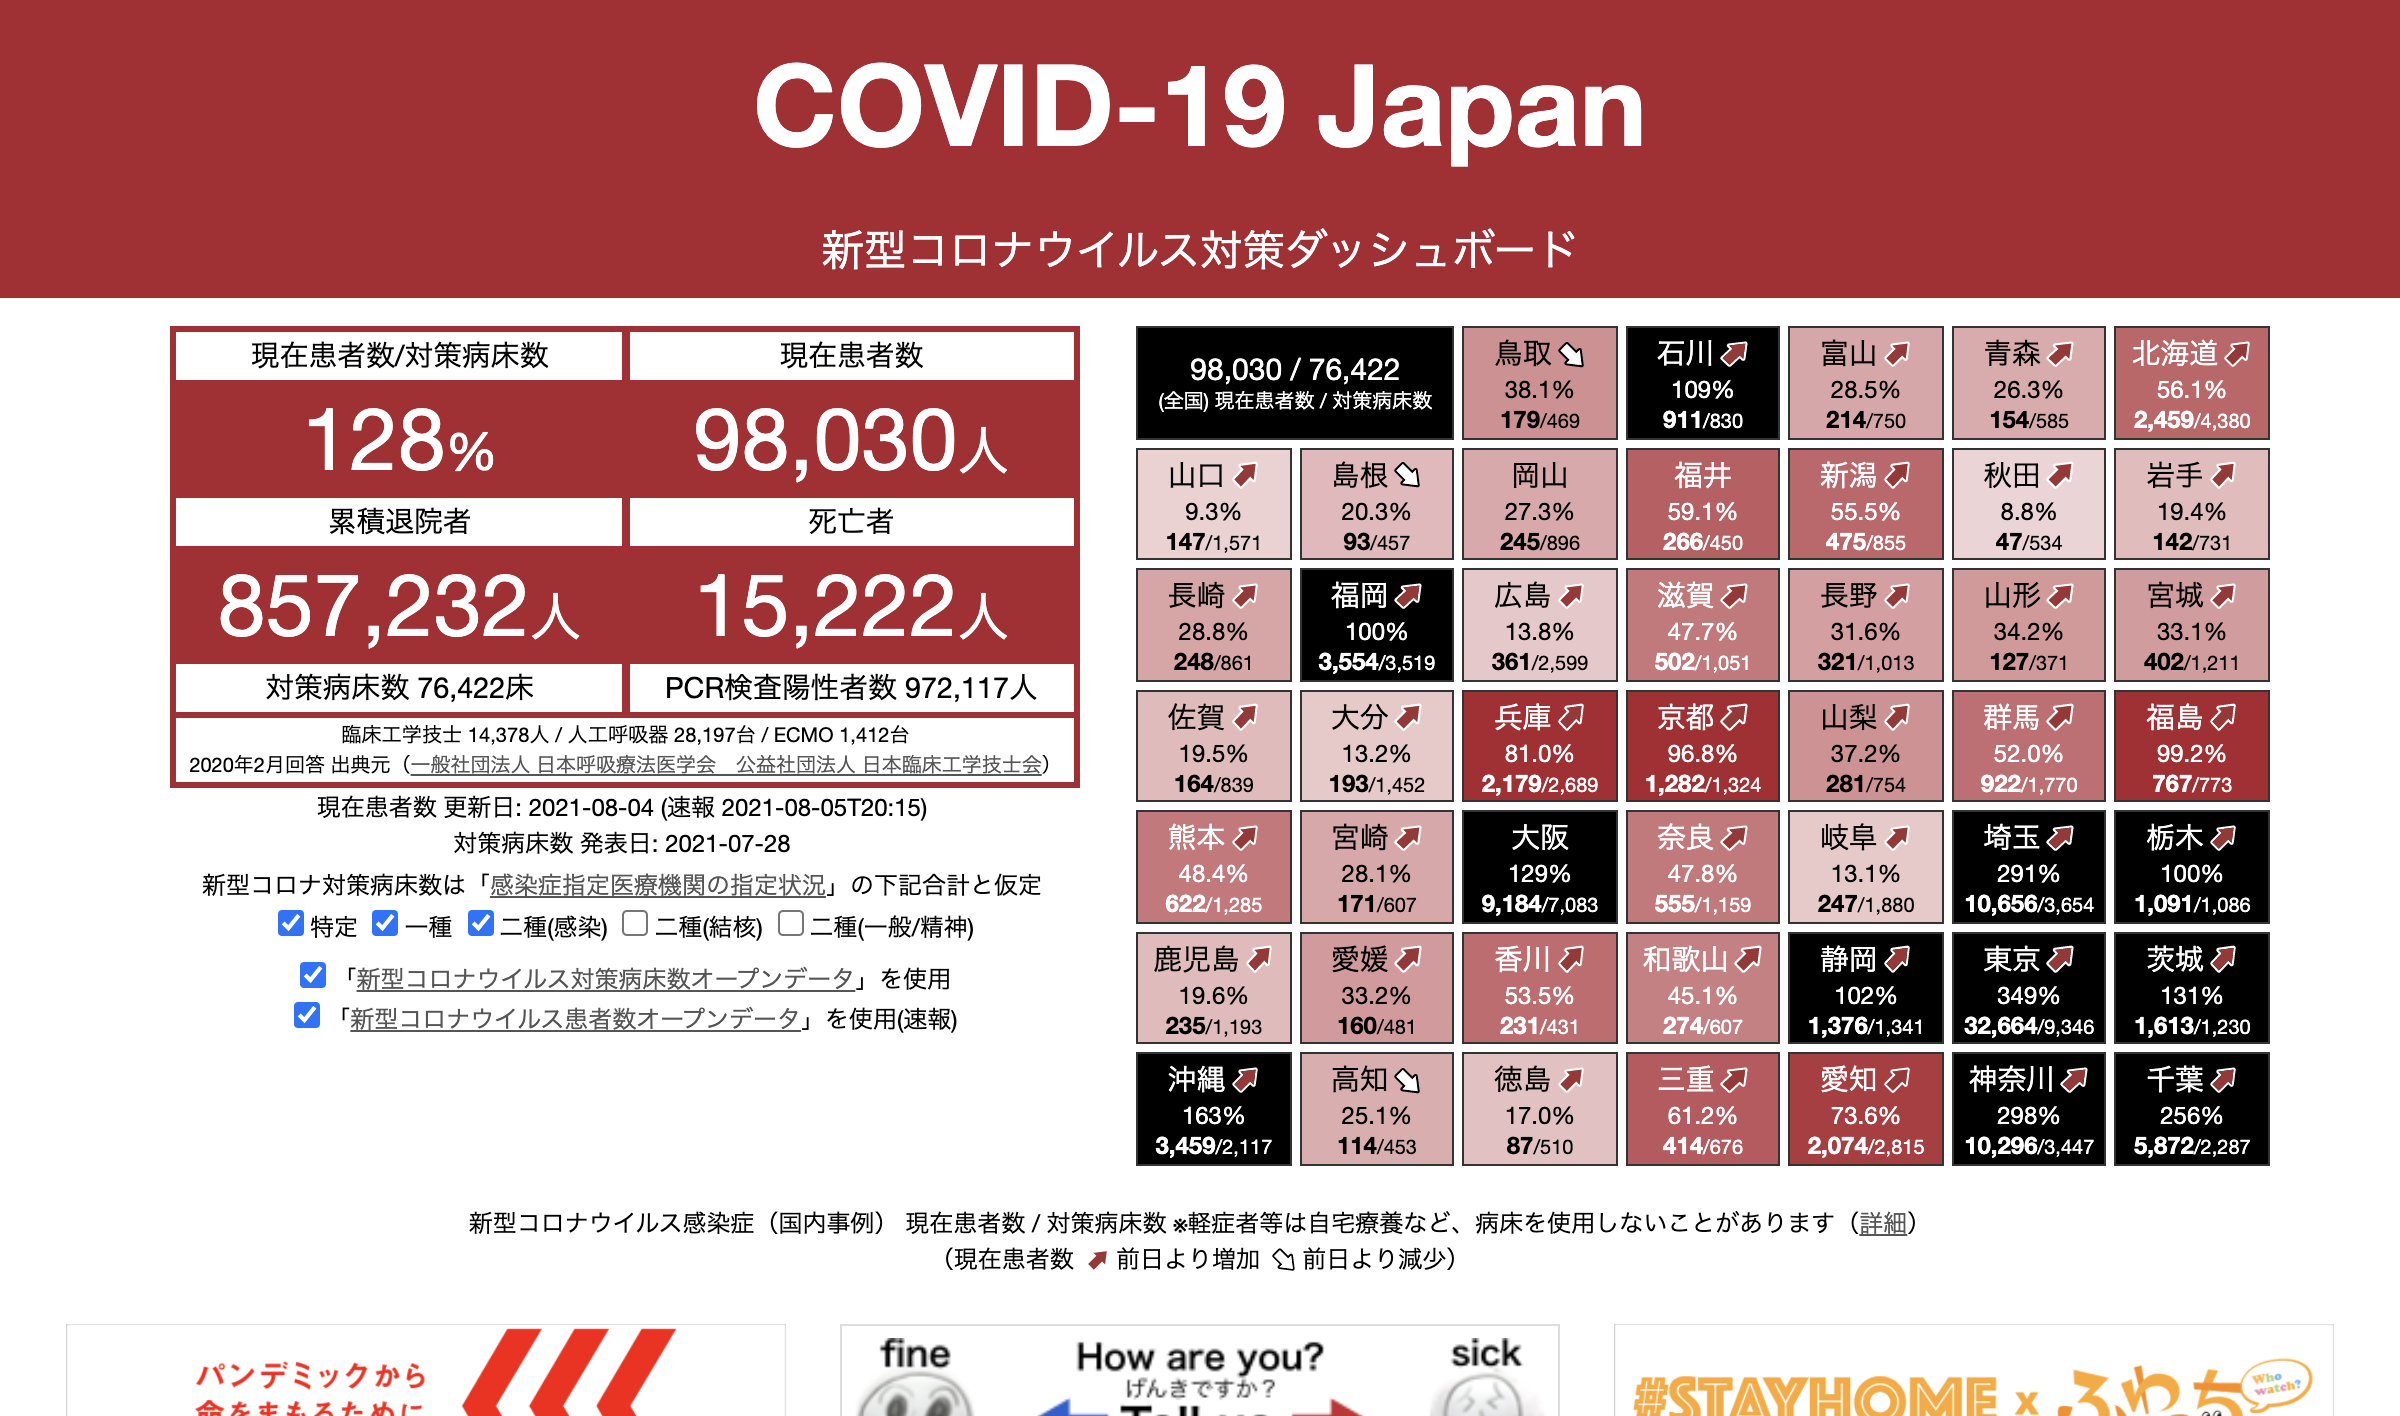 COVID-19 Japan
新型コロナウイルス対策ダッシュボード
現在患者数/対策病床数
現在患者数
128%
98,030人
累積退院者
死亡者
857,232人
15,222人
対策病床数 76,422床
PCR検査陽性者数 972,117人
臨床工学技士 14,378人 / 人工呼吸器 28,197台 / ECMO 1,412台
2020年2月回答 出典元（一般社団法人 日本呼吸療法医学会　公益社団法人 日本臨床工学技士会）
現在患者数 更新日: 2021-08-04 (速報 2021-08-05T20:15)
対策病床数 発表日: 2021-07-28
新型コロナ対策病床数は「感染症指定医療機関の指定状況」の下記合計と仮定
特定 一種 二種(感染) 二種(結核) 二種(一般/精神)
「新型コロナウイルス対策病床数オープンデータ」を使用
「新型コロナウイルス患者数オープンデータ」を使用(速報)
98,030 / 76,422
(全国) 現在患者数 / 対策病床数
鳥取
38.1%
179/469
石川
109%
911/830
富山
28.5%
214/750
青森
26.3%
154/585
北海道
56.1%
2,459/4,380
山口
9.3%
147/1,571
島根
20.3%
93/457
岡山
27.3%
245/896
福井
59.1%
266/450
新潟
55.5%
475/855
秋田
8.8%
47/534
岩手
19.4%
142/731
長崎
28.8%
248/861
福岡
100%
3,554/3,519
広島
13.8%
361/2,599
滋賀
47.7%
502/1,051
長野
31.6%
321/1,013
山形
34.2%
127/371
宮城
33.1%
402/1,211
佐賀
19.5%
164/839
大分
13.2%
193/1,452
兵庫
81.0%
2,179/2,689
京都
96.8%
1,282/1,324
山梨
37.2%
281/754
群馬
52.0%
922/1,770
福島
99.2%
767/773
熊本
48.4%
622/1,285
宮崎
28.1%
171/607
大阪
129%
9,184/7,083
奈良
47.8%
555/1,159
岐阜
13.1%
247/1,880
埼玉
291%
10,656/3,654
栃木
100%
1,091/1,086
鹿児島
19.6%
235/1,193
愛媛
33.2%
160/481
香川
53.5%
231/431
和歌山
45.1%
274/607
静岡
102%
1,376/1,341
東京
349%
32,664/9,346
茨城
131%
1,613/1,230
沖縄
163%
3,459/2,117
高知
25.1%
114/453
徳島
17.0%
87/510
三重
61.2%
414/676
愛知
73.6%
2,074/2,815
神奈川
298%
10,296/3,447
千葉
256%
5,872/2,287
新型コロナウイルス感染症（国内事例） 現在患者数 / 対策病床数 ※軽症者等は自宅療養など、病床を使用しないことがあります（詳細）
（現在患者数 前日より増加 前日より減少）
パンデミックから
命をまもるために
fine
How are you?
げんきですか？
Tell us
sick
#STAYHOME x ふわっち
Who watch?